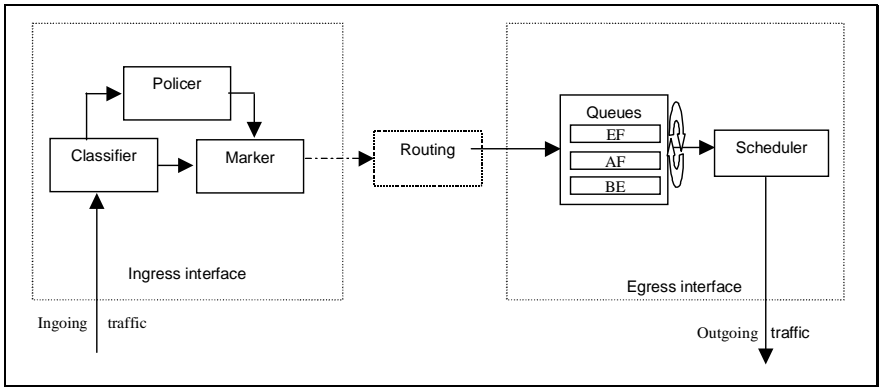 Policer
Classifier
Marker
Ingress interface
Ingoing traffic
Routing
Queues
EF
AF
BE
Scheduler
Egress interface
Outgoing traffic